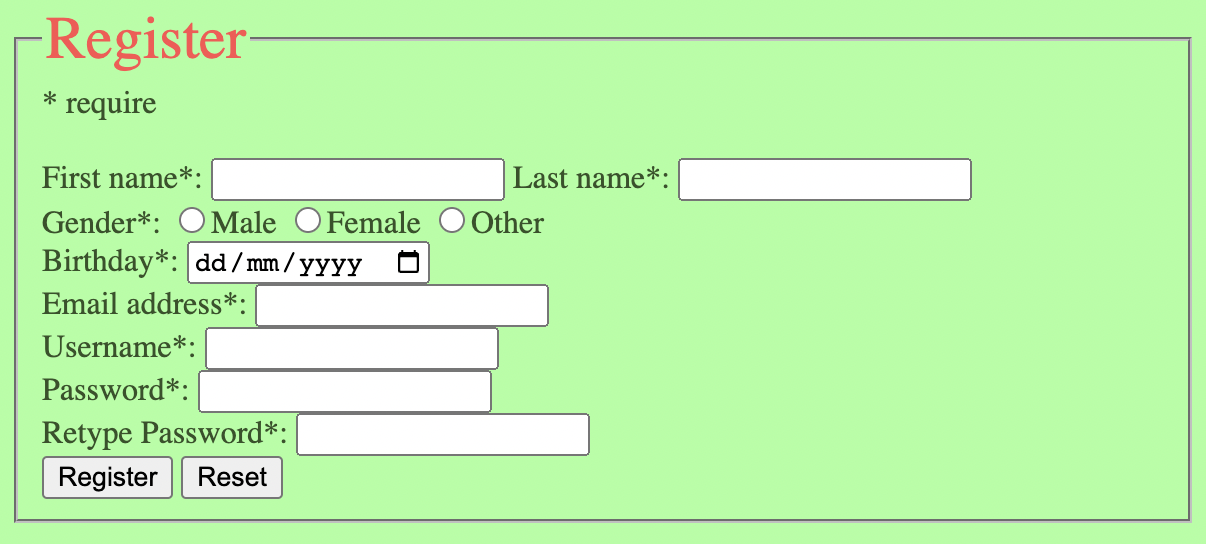 Register
* require
First name*: Last name*:
Gender*: Male Female Other
Birthday*: dd/mm/yyyy
Email address*:
Username*:
Password*:
Retype Password*:
Register Reset